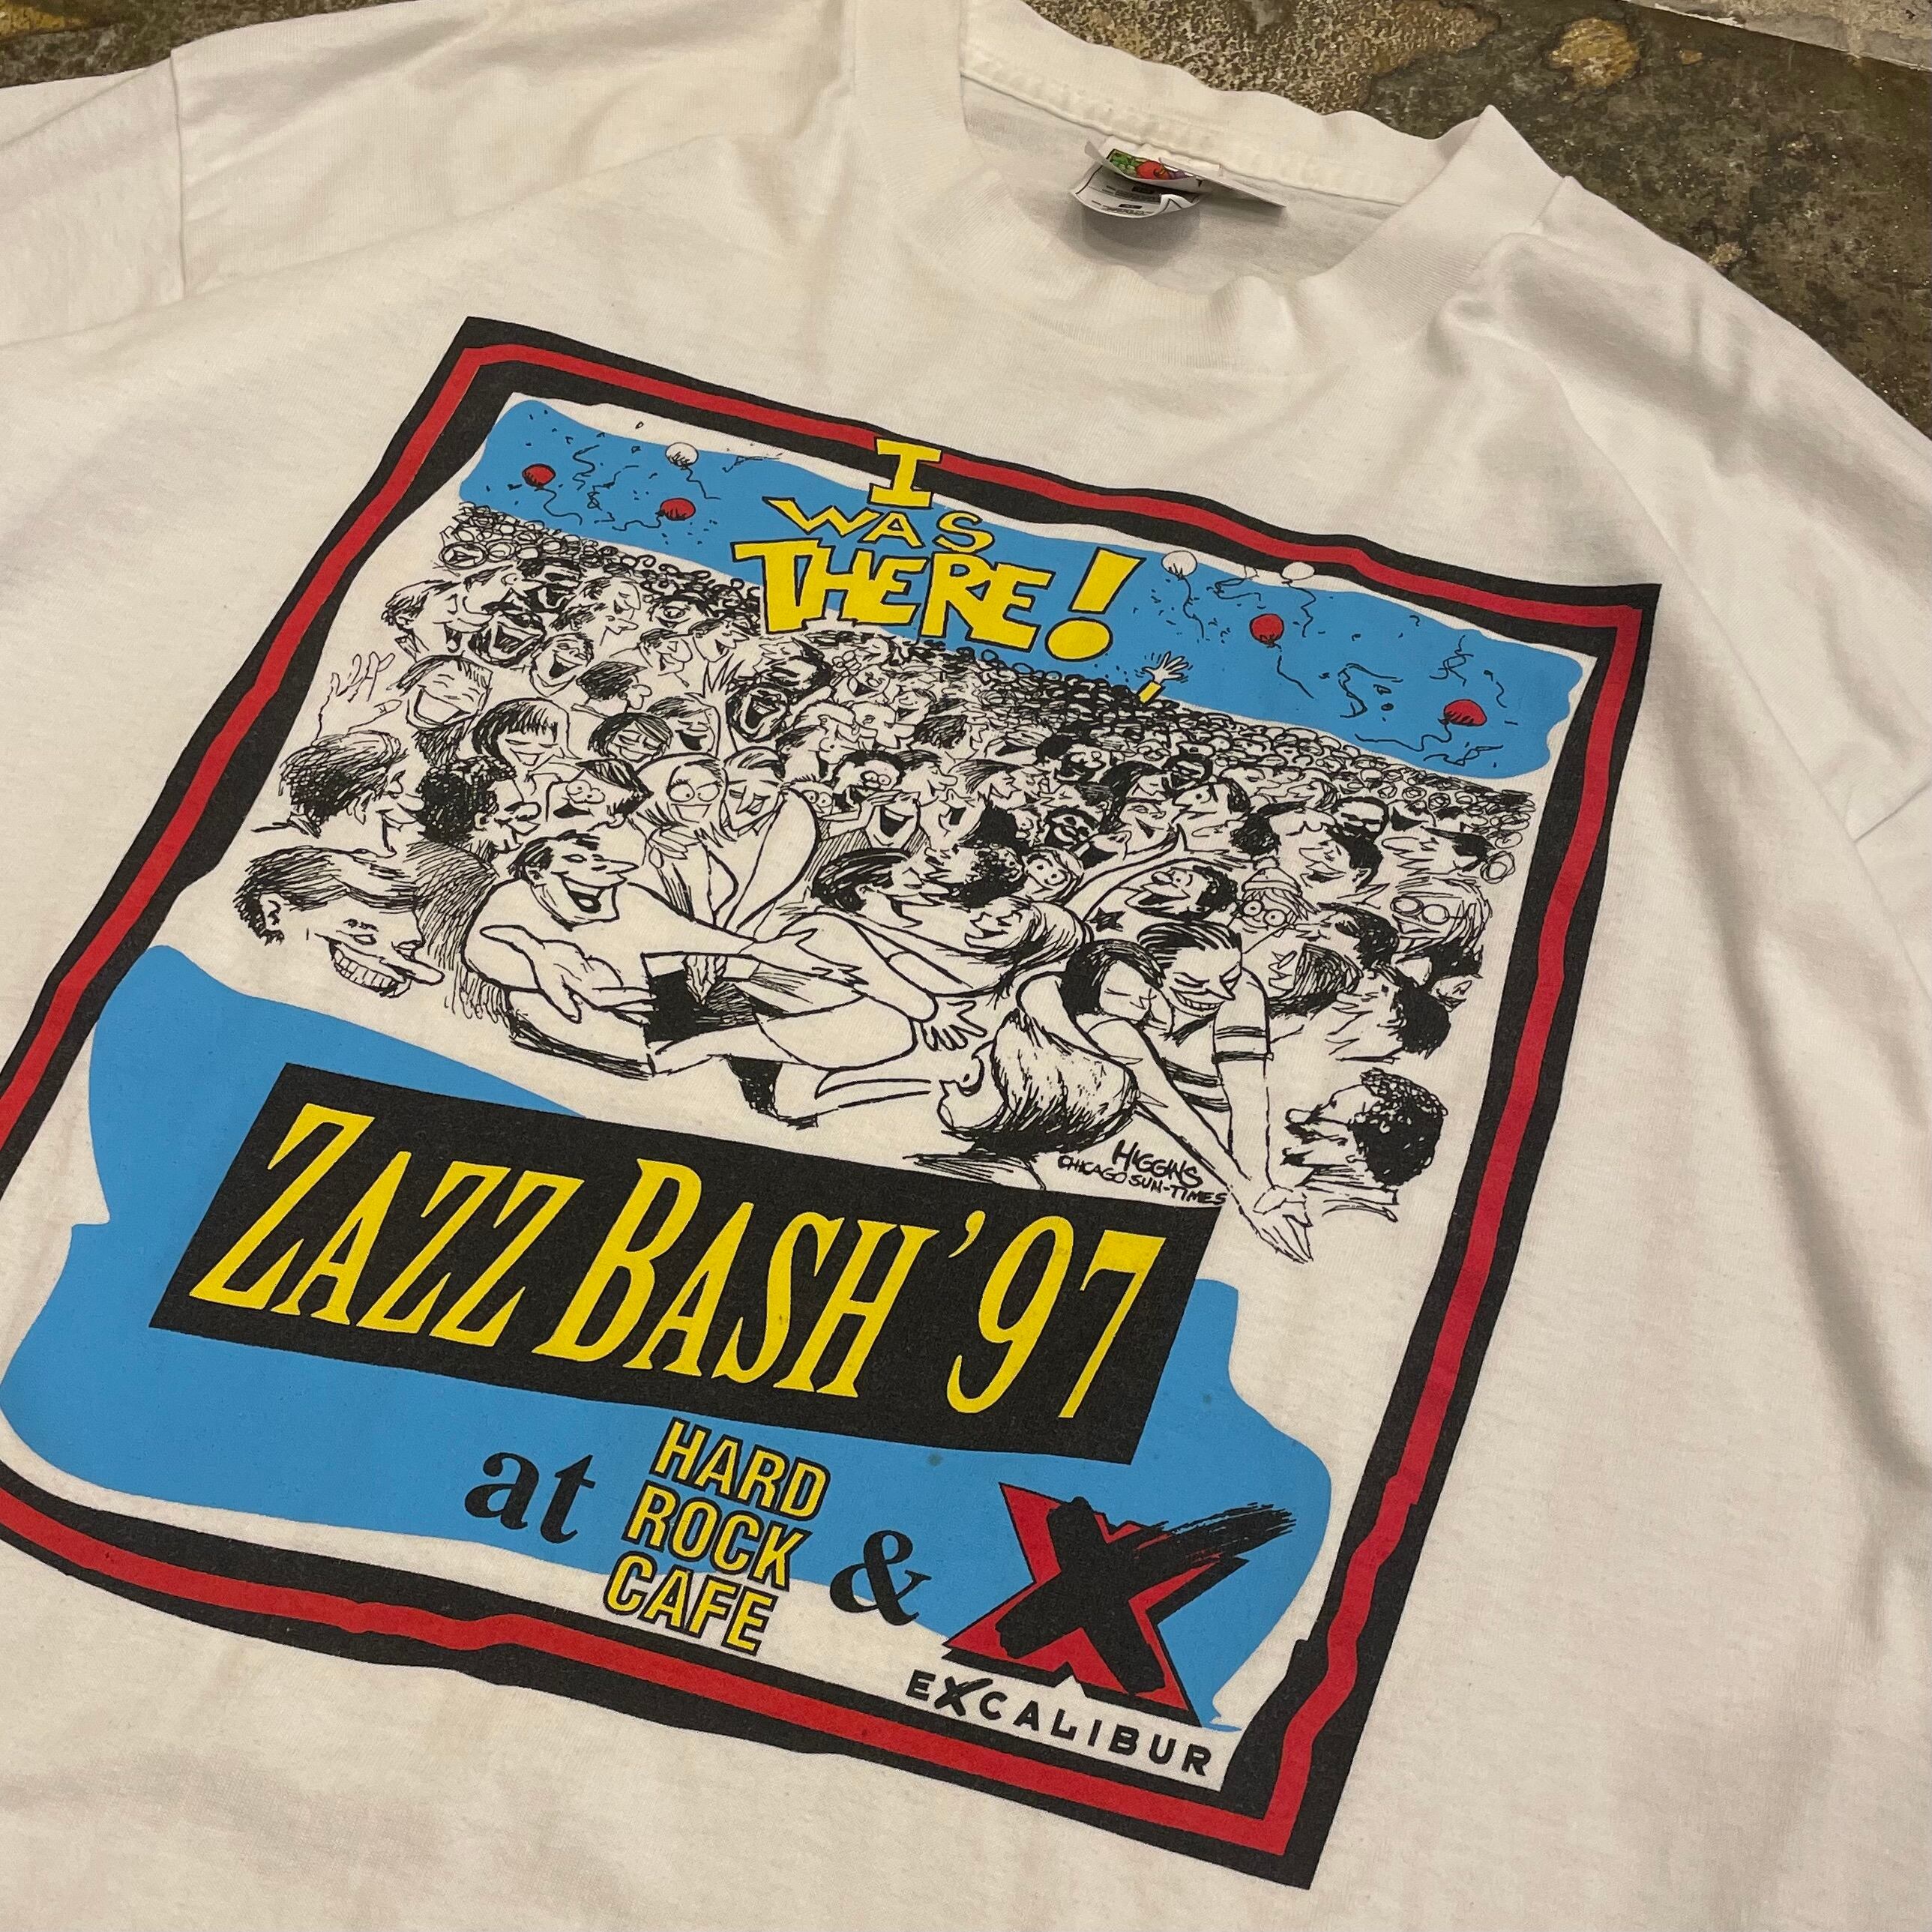 I
WAS
THERE!
HIGGINS
CHICAGO SUN-TIMES
ZAZZ BASH '97
at
HARD
ROCK
CAFE
&
X
EXCALIBUR